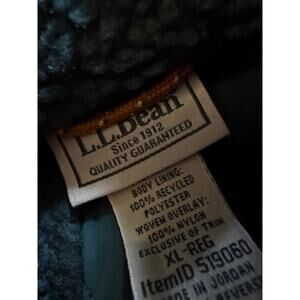 L.L.Bean
Since 1912
QUALITY GUARANTEED
BODY LINING:
100% RECYCLED
POLYESTER
WOVEN OVERLAY:
100% NYLON
EXCLUSIVE OF TRIM
XL-REG
ItemID 519060
MADE IN JORDAN